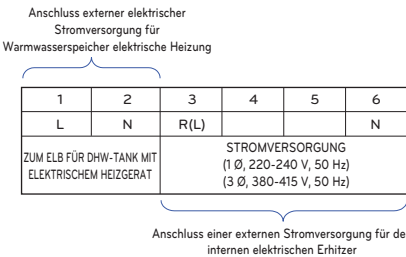 Anschluss externer elektrischer
Stromversorgung für
Warmwasserspeicher elektrische Heizung
1 2 3 4 5 6
L N R(L) N
ZUM ELB FÜR DHW-TANK MIT
ELEKTRISCHEM HEIZGERAT
STROMVERSORGUNG
(1 Ø, 220-240 V, 50 Hz)
(3 Ø, 380-415 V, 50 Hz)
Anschluss einer externen Stromversorgung für de
internen elektrischen Erhitzer